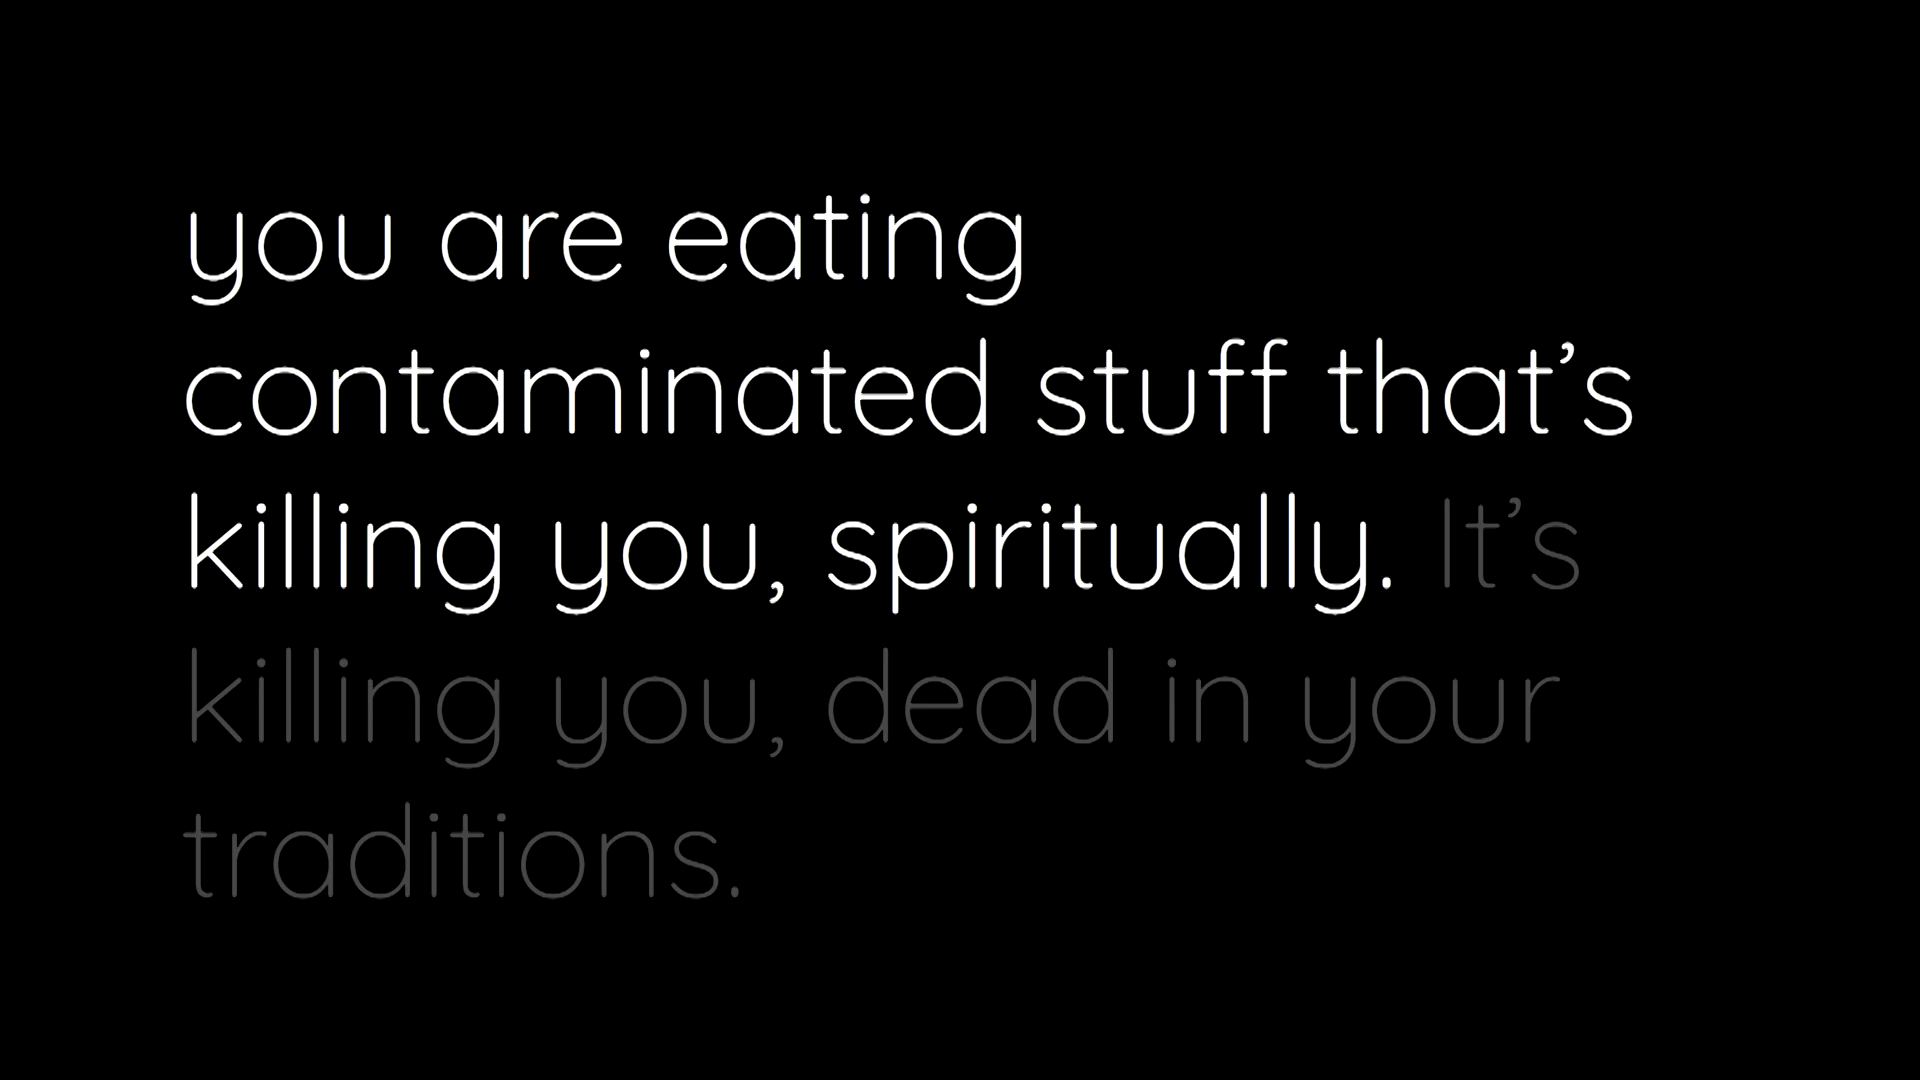 you are eating
contaminated stuff that’s
killing you, spiritually. It’s
killing you, dead in your
traditions.